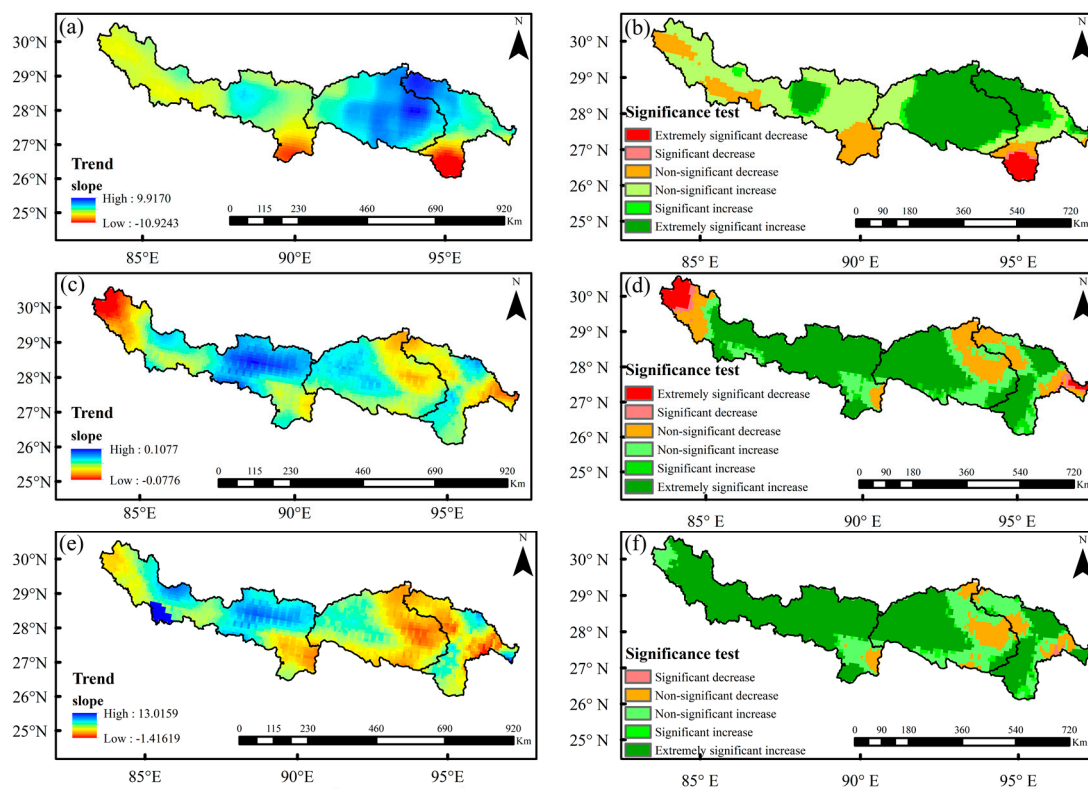 (a)
N
30°N
29°N
28°N
27°N
26°N
25°N
Trend
slope
High : 9.9170
Low : -10.9243
0 115 230 460 690 920
Km
85°E 90°E 95°E
(b)
N
30°N
29°N
28°N
27°N
26°N
25°N
Significance test
Extremely significant decrease
Significant decrease
Non-significant decrease
Non-significant increase
Significant increase
Extremely significant increase
0 90 180 360 540 720
Km
85°E 90°E 95°E
(c)
N
30°N
29°N
28°N
27°N
26°N
25°N
Trend
slope
High : 0.1077
Low : -0.0776
0 115 230 460 690 920
Km
85°E 90°E 95°E
(d)
N
30° N
29° N
28° N
27° N
26° N
25° N
Significance test
Extremely significant decrease
Significant decrease
Non-significant decrease
Non-significant increase
Significant increase
Extremely significant increase
0 90 180 360 540 720
Km
85° E 90° E 95° E
(e)
N
30°N
29°N
28°N
27°N
26°N
25°N
Trend
slope
High : 13.0159
Low : -1.41619
0 115 230 460 690 920
Km
85°E 90°E 95°E
(f)
N
30° N
29° N
28° N
27° N
26° N
25° N
Significance test
Significant decrease
Non-significant decrease
Non-significant increase
Significant increase
Extremely significant increase
0 90 180 360 540 720
Km
85° E 90° E 95° E